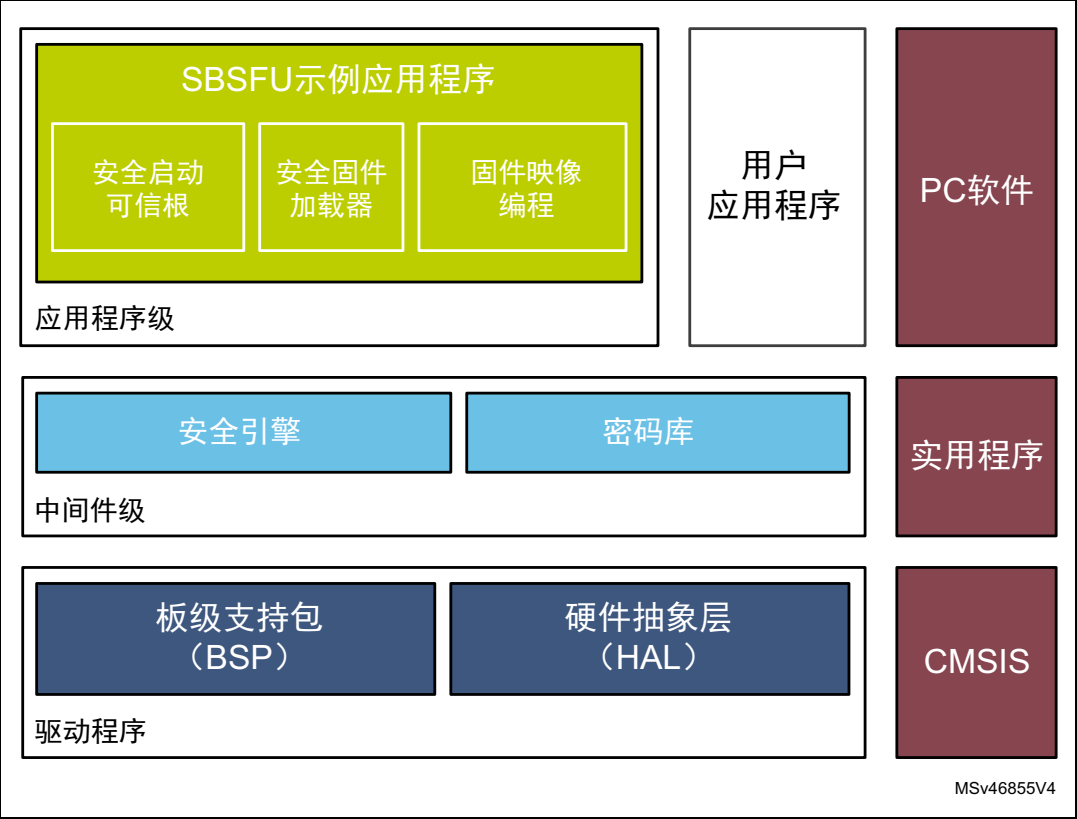 SBSFU示例应用程序
安全启动
可信根
安全固件
加载器
固件映像
编程
应用程序级
用户
应用程序
PC软件
安全引擎
密码库
中间件级
实用程序
板级支持包
（BSP）
硬件抽象层
（HAL）
驱动程序
CMSIS
MSv46855V4